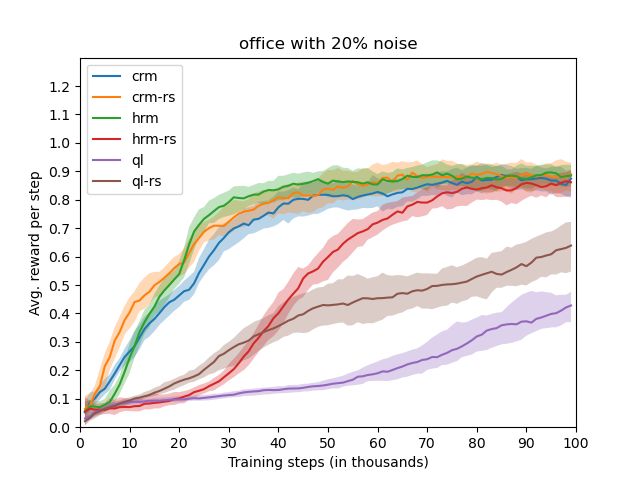 office with 20% noise
crm
crm-rs
hrm
hrm-rs
ql
ql-rs
Avg. reward per step
1.2
1.1
1.0
0.9
0.8
0.7
0.6
0.5
0.4
0.3
0.2
0.1
0.0
0 10 20 30 40 50 60 70 80 90 100
Training steps (in thousands)